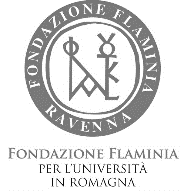 FONDAZIONE FLAMINIA
RAVENNA
FONDAZIONE FLAMINIA
PER L'UNIVERSITÀ
IN ROMAGNA